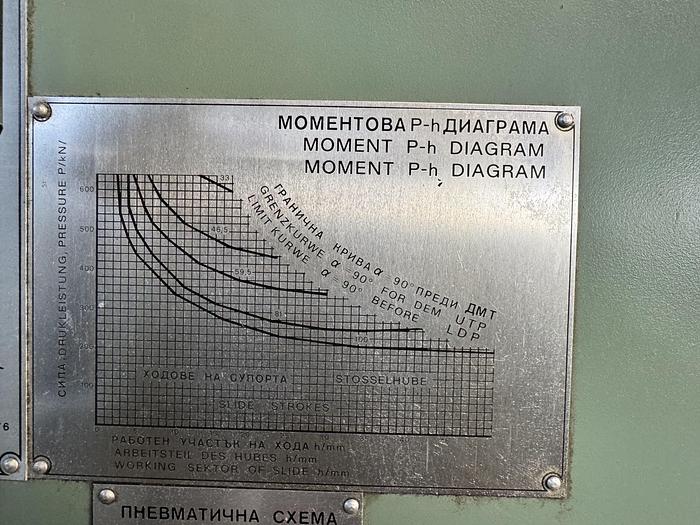 МОМЕНТОВА P-h ДИАГРАМА
MOMENT P-h DIAGRAM
MOMENT P-h DIAGRAM
СИЛА/DRUKLEISTUNG, PRESSURE P/kN/
600
500
400
300
100
33
46,5
59,5
81
100
ГРАНИЧНА КРИВА α 90° ПРЕДИ ДМТ
GRENZKURWE α -90° FOR DEM UTP
LIMIT KURWE α -90° BEFORE LDP
ХОДОВЕ НА СУПОРТА STOSSELHUBE
SLIDE STROKES
РАБОТЕН УЧАСТЪК НА ХОДА h/mm
ARBEITSTEIL DES HUBES h/mm
WORKING SEKTOR OF SLIDE h/mm
ПНЕВМАТИЧНА СХЕМА